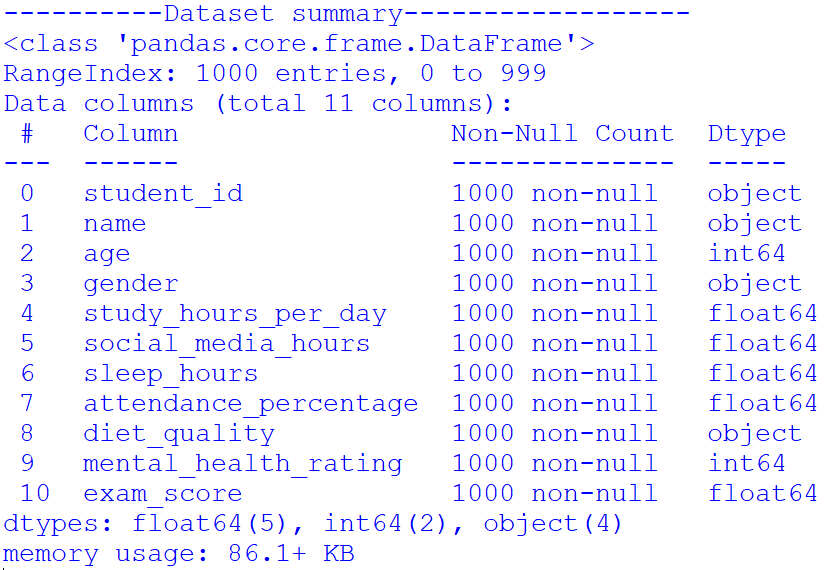 ----------Dataset summary------------------
<class 'pandas.core.frame.DataFrame'>
RangeIndex: 1000 entries, 0 to 999
Data columns (total 11 columns):
 #   Column                 Non-Null Count  Dtype
---  ------                 --------------  -----
 0   student_id             1000 non-null   object
 1   name                   1000 non-null   object
 2   age                    1000 non-null   int64
 3   gender                 1000 non-null   object
 4   study_hours_per_day    1000 non-null   float64
 5   social_media_hours     1000 non-null   float64
 6   sleep_hours            1000 non-null   float64
 7   attendance_percentage  1000 non-null   float64
 8   diet_quality           1000 non-null   object
 9   mental_health_rating   1000 non-null   int64
 10  exam_score             1000 non-null   float64
dtypes: float64(5), int64(2), object(4)
memory usage: 86.1+ KB